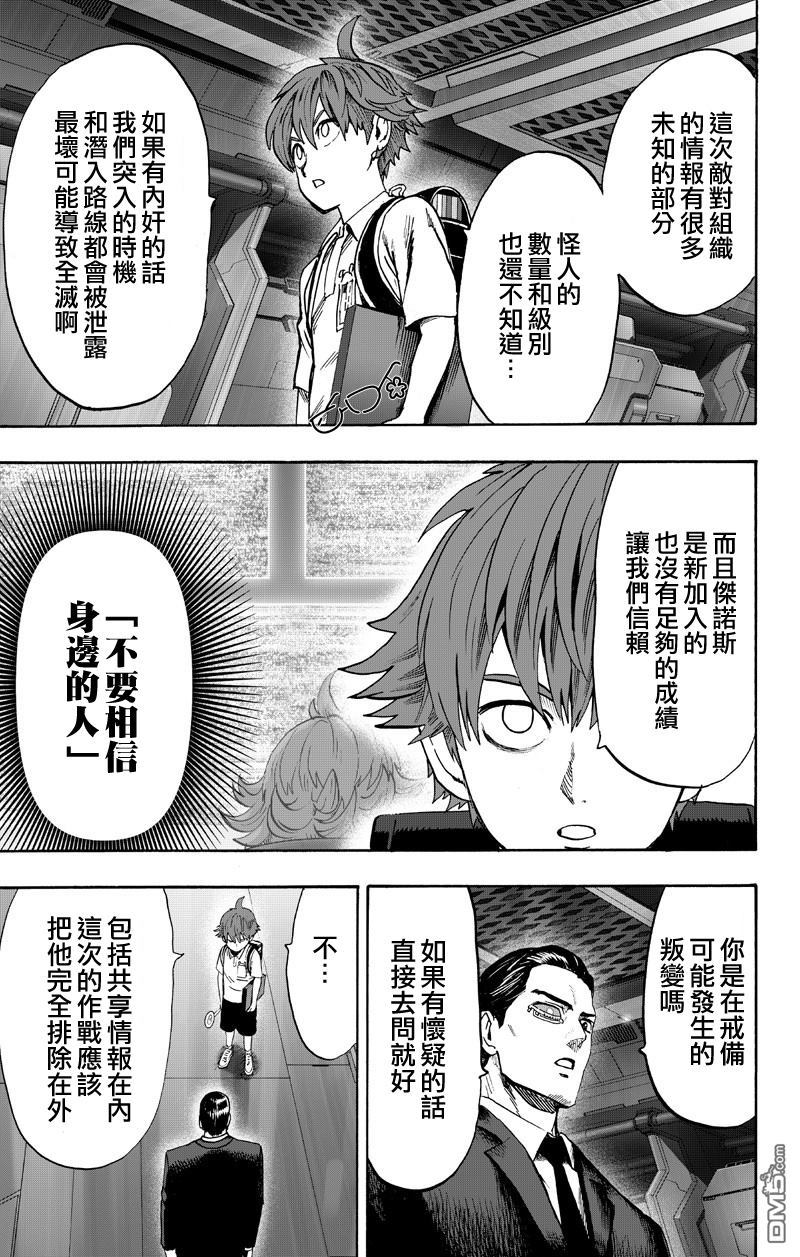 這次敵對組織
的情報有很多
未知的部分
怪人的
數量和級別
也還不知道…
如果有內奸的話
我們突入的時機
和潛入路線都會被泄露
最壞可能導致全滅啊
而且傑諾斯
是新加入的
也沒有足夠的成績
讓我們信賴
「不要相信
身邊的人」
你是在戒備
可能發生的
叛變嗎
如果有懷疑的話
直接去問就好
不…
包括共享情報在內
這次的作戰應該
把他完全排除在外
DM5.com